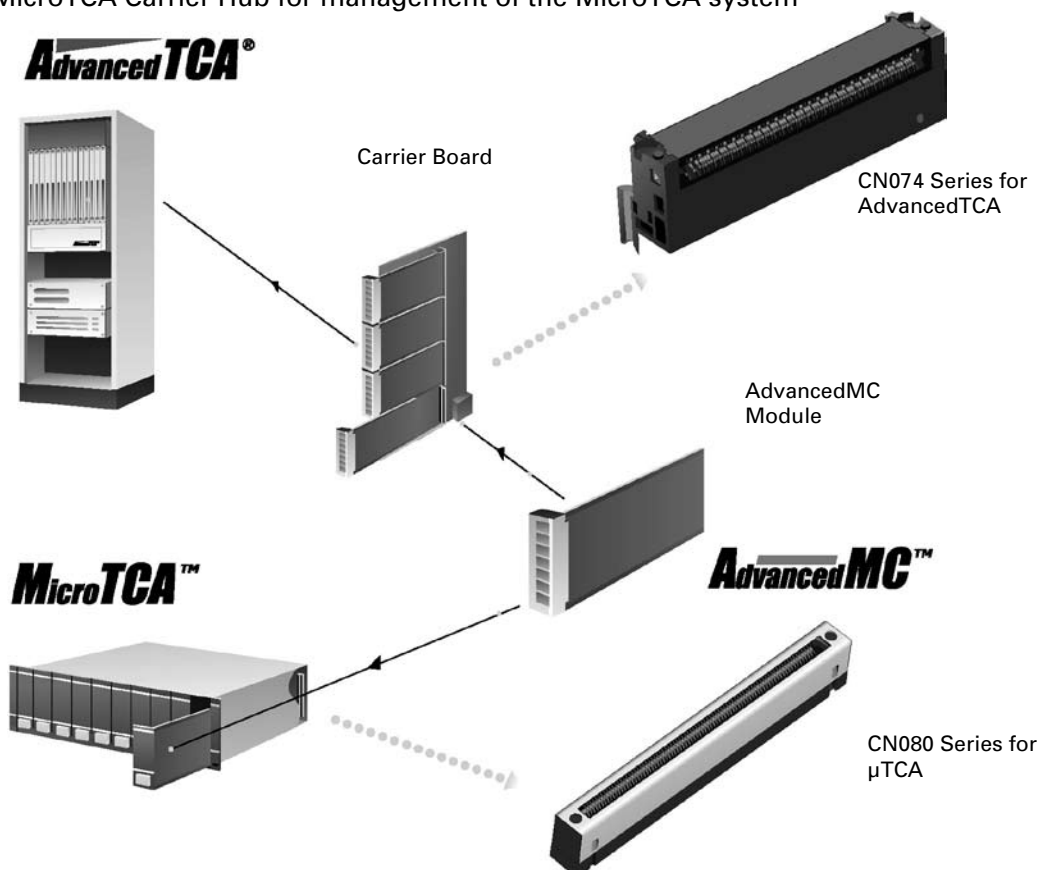 MicroTCA Carrier Hub for management of the MicroTCA system
AdvancedTCA®
Carrier Board
CN074 Series for
AdvancedTCA
AdvancedMC
Module
MicroTCA™
AdvancedMC™
CN080 Series for
µTCA